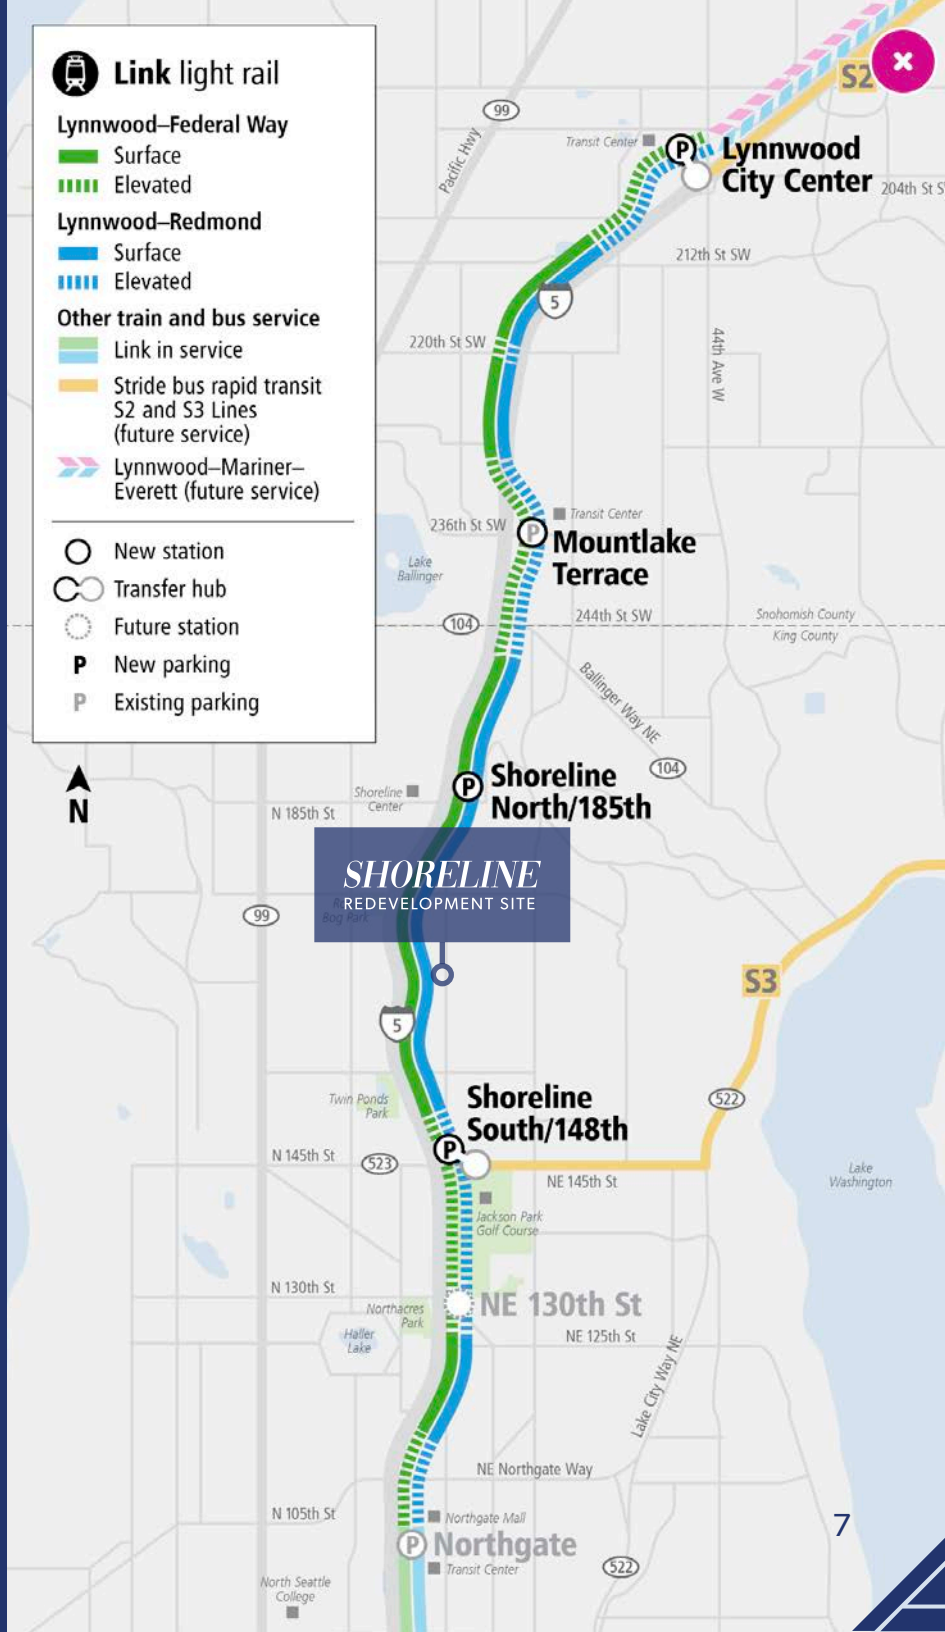 Link light rail
Lynnwood–Federal Way
Surface
Elevated
Lynnwood–Redmond
Surface
Elevated
Other train and bus service
Link in service
Stride bus rapid transit
S2 and S3 Lines
(future service)
Lynnwood–Mariner–
Everett (future service)
New station
Transfer hub
Future station
P New parking
P Existing parking
N
S2
99
Pacific Hwy
Transit Center
P
Lynnwood
City Center
204th St S
212th St SW
5
220th St SW
44th Ave W
236th St SW
P
Transit Center
Mountlake
Terrace
Lake
Ballinger
104
244th St SW
Snohomish County
King County
Ballinger Way NE
104
Shoreline
Center
P
Shoreline
North/185th
N 185th St
SHORELINE
REDEVELOPMENT SITE
Bog Park
99
S3
5
522
Twin Ponds
Park
Shoreline
South/148th
P
N 145th St
523
NE 145th St
Lake
Washington
Jackson Park
Golf Course
N 130th St
NE 130th St
Northacres
Park
Haller
Lake
NE 125th St
Lake City Way NE
NE Northgate Way
N 105th St
Northgate Mall
P
Northgate
Transit Center
522
North Seattle
College
7